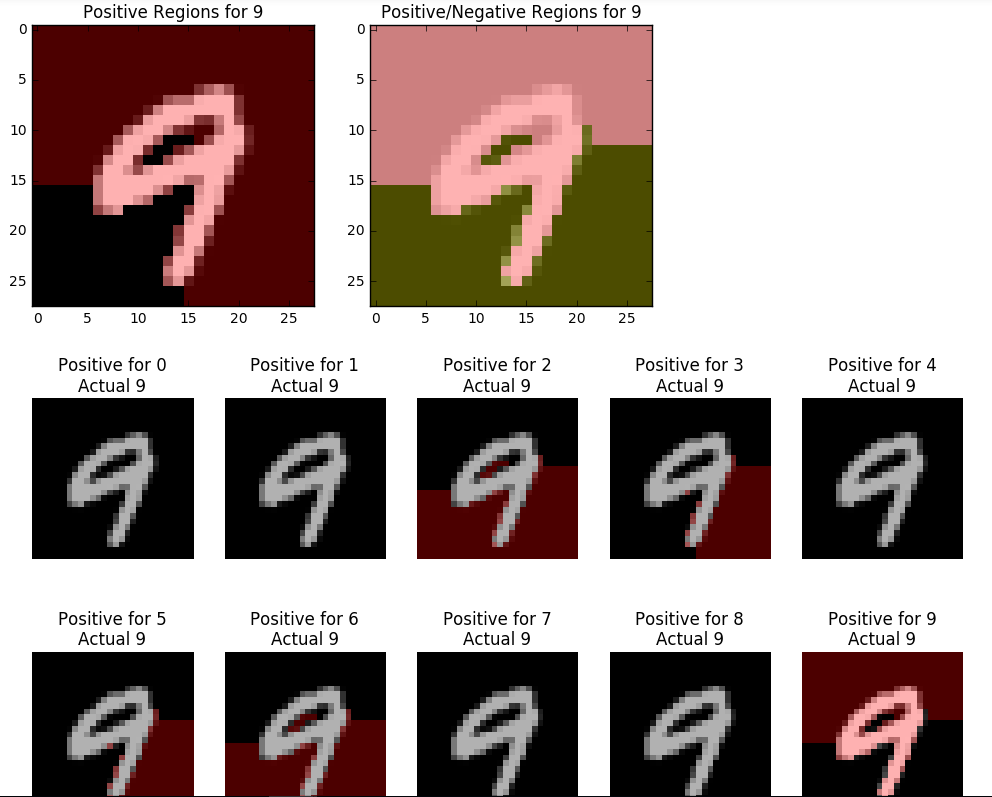 Positive Regions for 9
Positive/Negative Regions for 9
0
5
10
15
20
25
0 5 10 15 20 25
0
5
10
15
20
25
0 5 10 15 20 25
Positive for 0
Actual 9
Positive for 1
Actual 9
Positive for 2
Actual 9
Positive for 3
Actual 9
Positive for 4
Actual 9
Positive for 5
Actual 9
Positive for 6
Actual 9
Positive for 7
Actual 9
Positive for 8
Actual 9
Positive for 9
Actual 9